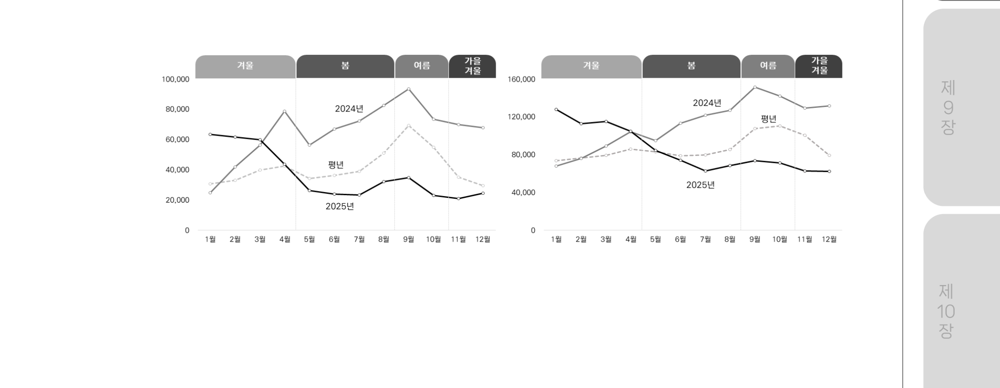 겨울
봄
여름
가을
겨울
100,000
80,000
60,000
40,000
20,000
0
2024년
평년
2025년
1월 2월 3월 4월 5월 6월 7월 8월 9월 10월 11월 12월
겨울
봄
여름
가을
겨울
160,000
120,000
80,000
40,000
0
2024년
평년
2025년
1월 2월 3월 4월 5월 6월 7월 8월 9월 10월 11월 12월
제
9
장
제
10
장